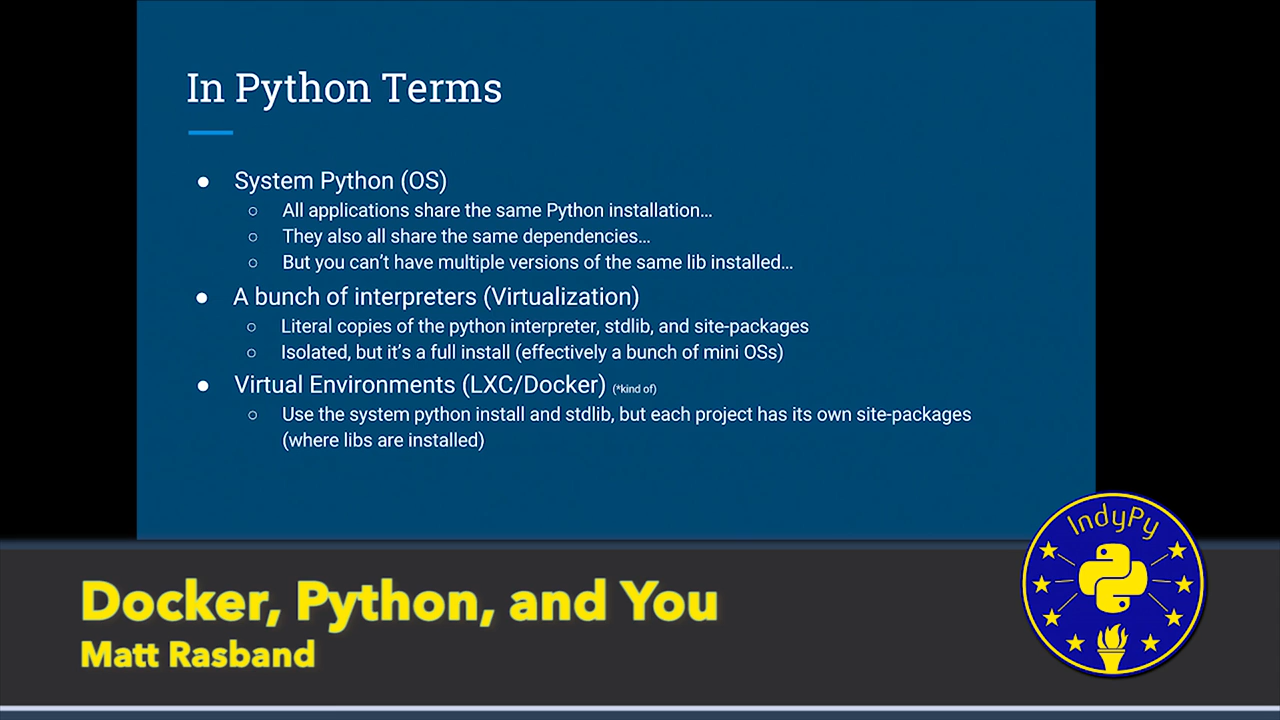 In Python Terms
● System Python (OS)
○ All applications share the same Python installation...
○ They also all share the same dependencies...
○ But you can't have multiple versions of the same lib installed...
● A bunch of interpreters (Virtualization)
○ Literal copies of the python interpreter, stdlib, and site-packages
○ Isolated, but it's a full install (effectively a bunch of mini OSs)
● Virtual Environments (LXC/Docker) (*kind of)
○ Use the system python install and stdlib, but each project has its own site-packages
(where libs are installed)
IndyPy
Docker, Python, and You
Matt Rasband